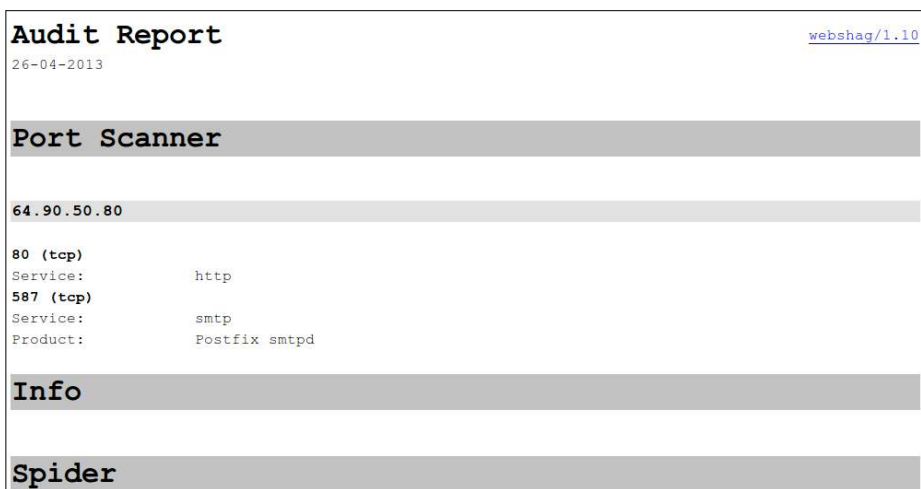 Audit Report
webshag/1.10
26-04-2013
Port Scanner
64.90.50.80
80 (tcp)
Service: http
587 (tcp)
Service: smtp
Product: Postfix smtpd
Info
Spider